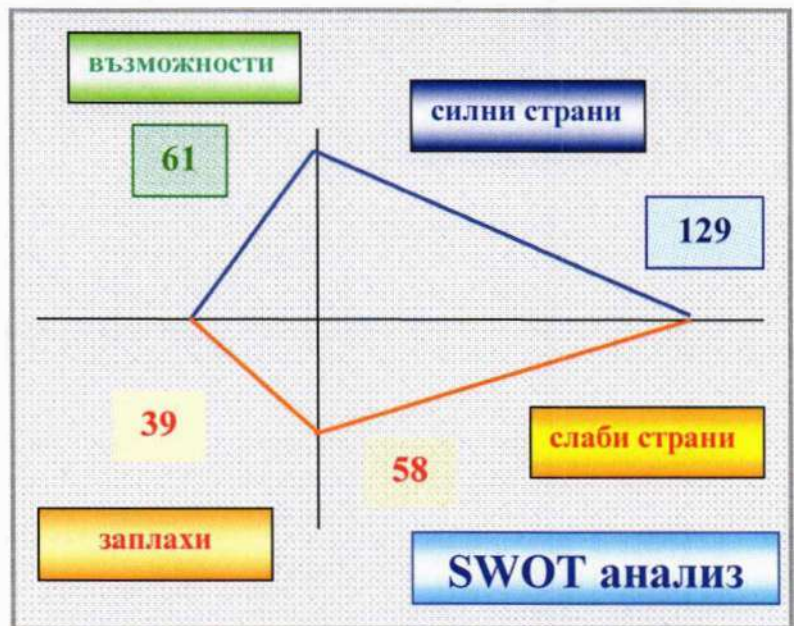 възможности
силни страни
61
129
39
58
слаби страни
заплахи
SWOT анализ